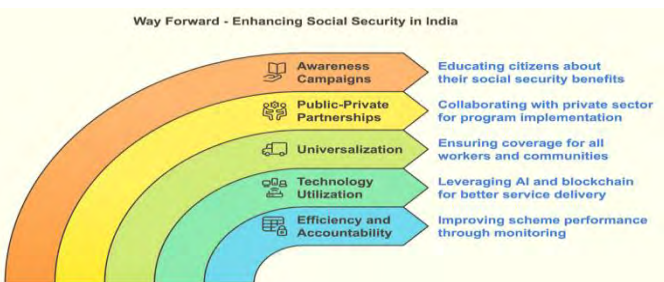 Way Forward - Enhancing Social Security in India
Awareness
Campaigns
Educating citizens about
their social security benefits
Public-Private
Partnerships
Collaborating with private sector
for program implementation
Universalization
Ensuring coverage for all
workers and communities
Technology
Utilization
Leveraging AI and blockchain
for better service delivery
Efficiency and
Accountability
Improving scheme performance
through monitoring